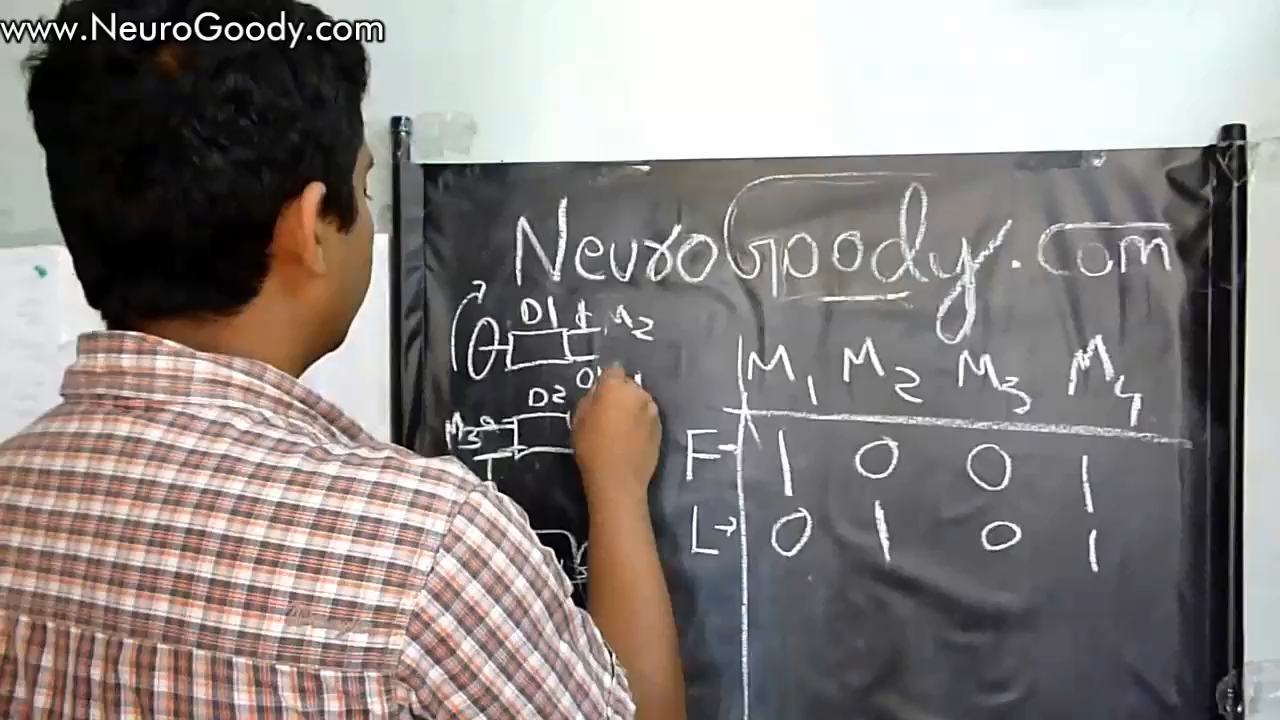 www.NeuroGoody.com
NeuroGoody.com
D1 + M2
D2
M3
M1 M2 M3 M4
F→ 1 0 0 1
L→ 0 1 0 1